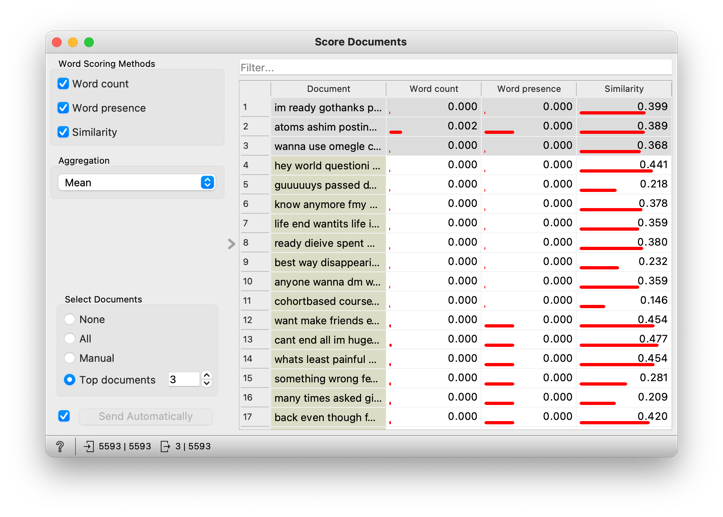 Score Documents
Word Scoring Methods
Word count
Word presence
Similarity
Aggregation
Mean
Select Documents
None
All
Manual
Top documents 3
Send Automatically
Filter...
Document Word count Word presence Similarity
1 im ready gothanks p... 0.000 0.000 0.399
2 atoms ashim postin... 0.002 0.000 0.389
3 wanna use omegle c... 0.000 0.000 0.368
4 hey world questioni ... 0.000 0.000 0.441
5 guuuuuys passed d... 0.000 0.000 0.218
6 know anymore fmy ... 0.000 0.000 0.378
7 life end wantits life i... 0.000 0.000 0.359
8 ready dieive spent ... 0.000 0.000 0.380
9 best way disappeari... 0.000 0.000 0.232
10 anyone wanna dm w... 0.000 0.000 0.359
11 cohortbased course... 0.000 0.000 0.146
12 want make friends e... 0.000 0.000 0.454
13 cant end all im huge... 0.000 0.000 0.477
14 whats least painful ... 0.000 0.000 0.454
15 something wrong fe... 0.000 0.000 0.281
16 many times asked gi... 0.000 0.000 0.209
17 back even though f... 0.000 0.000 0.420
? 5593 | 5593 3 | 5593